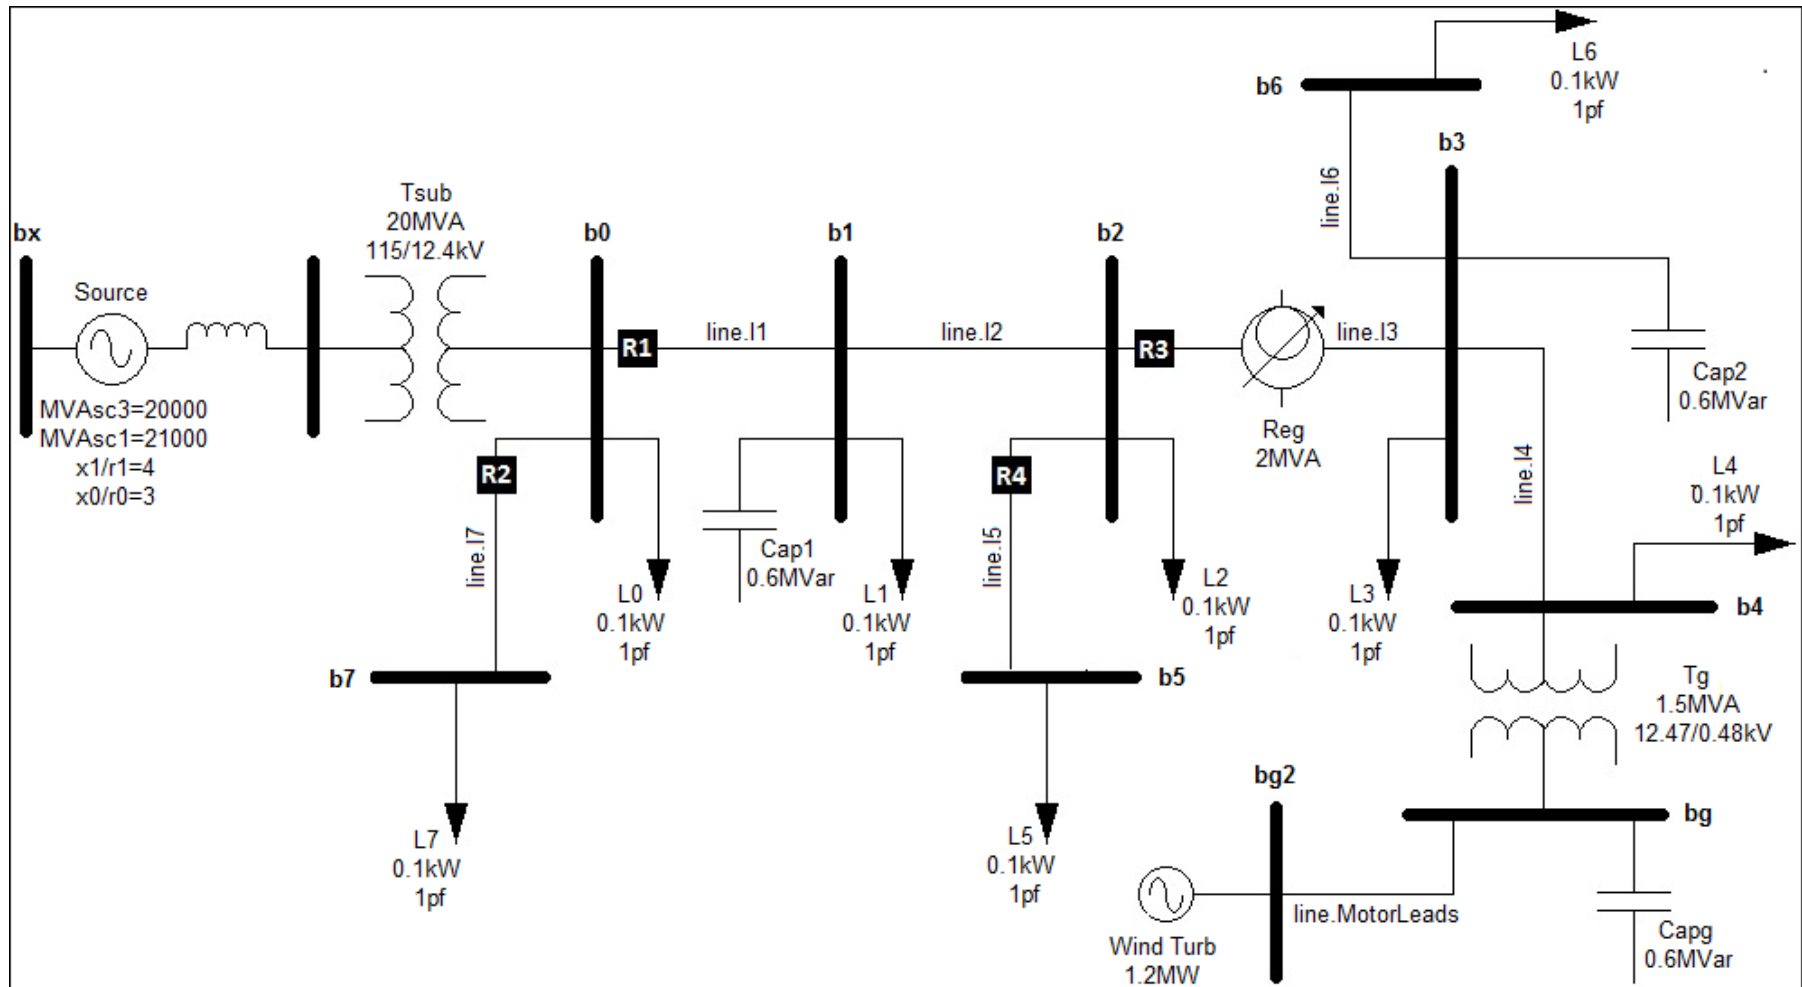 bx
Source
MVAsc3=20000
MVAsc1=21000
x1/r1=4
x0/r0=3
Tsub
20MVA
115/12.4kV
b0
R1
line.l1
b1
line.l2
b2
R3
Reg
2MVA
line.l3
b3
b6
L6
0.1kW
1pf
line.l6
Cap2
0.6MVar
R2
line.l7
L0
0.1kW
1pf
Cap1
0.6MVar
L1
0.1kW
1pf
R4
line.l5
L2
0.1kW
1pf
L3
0.1kW
1pf
line.l4
L4
0.1kW
1pf
b4
b7
L7
0.1kW
1pf
b5
L5
0.1kW
1pf
Tg
1.5MVA
12.47/0.48kV
bg2
bg
line.MotorLeads
Wind Turb
1.2MW
Capg
0.6MVar